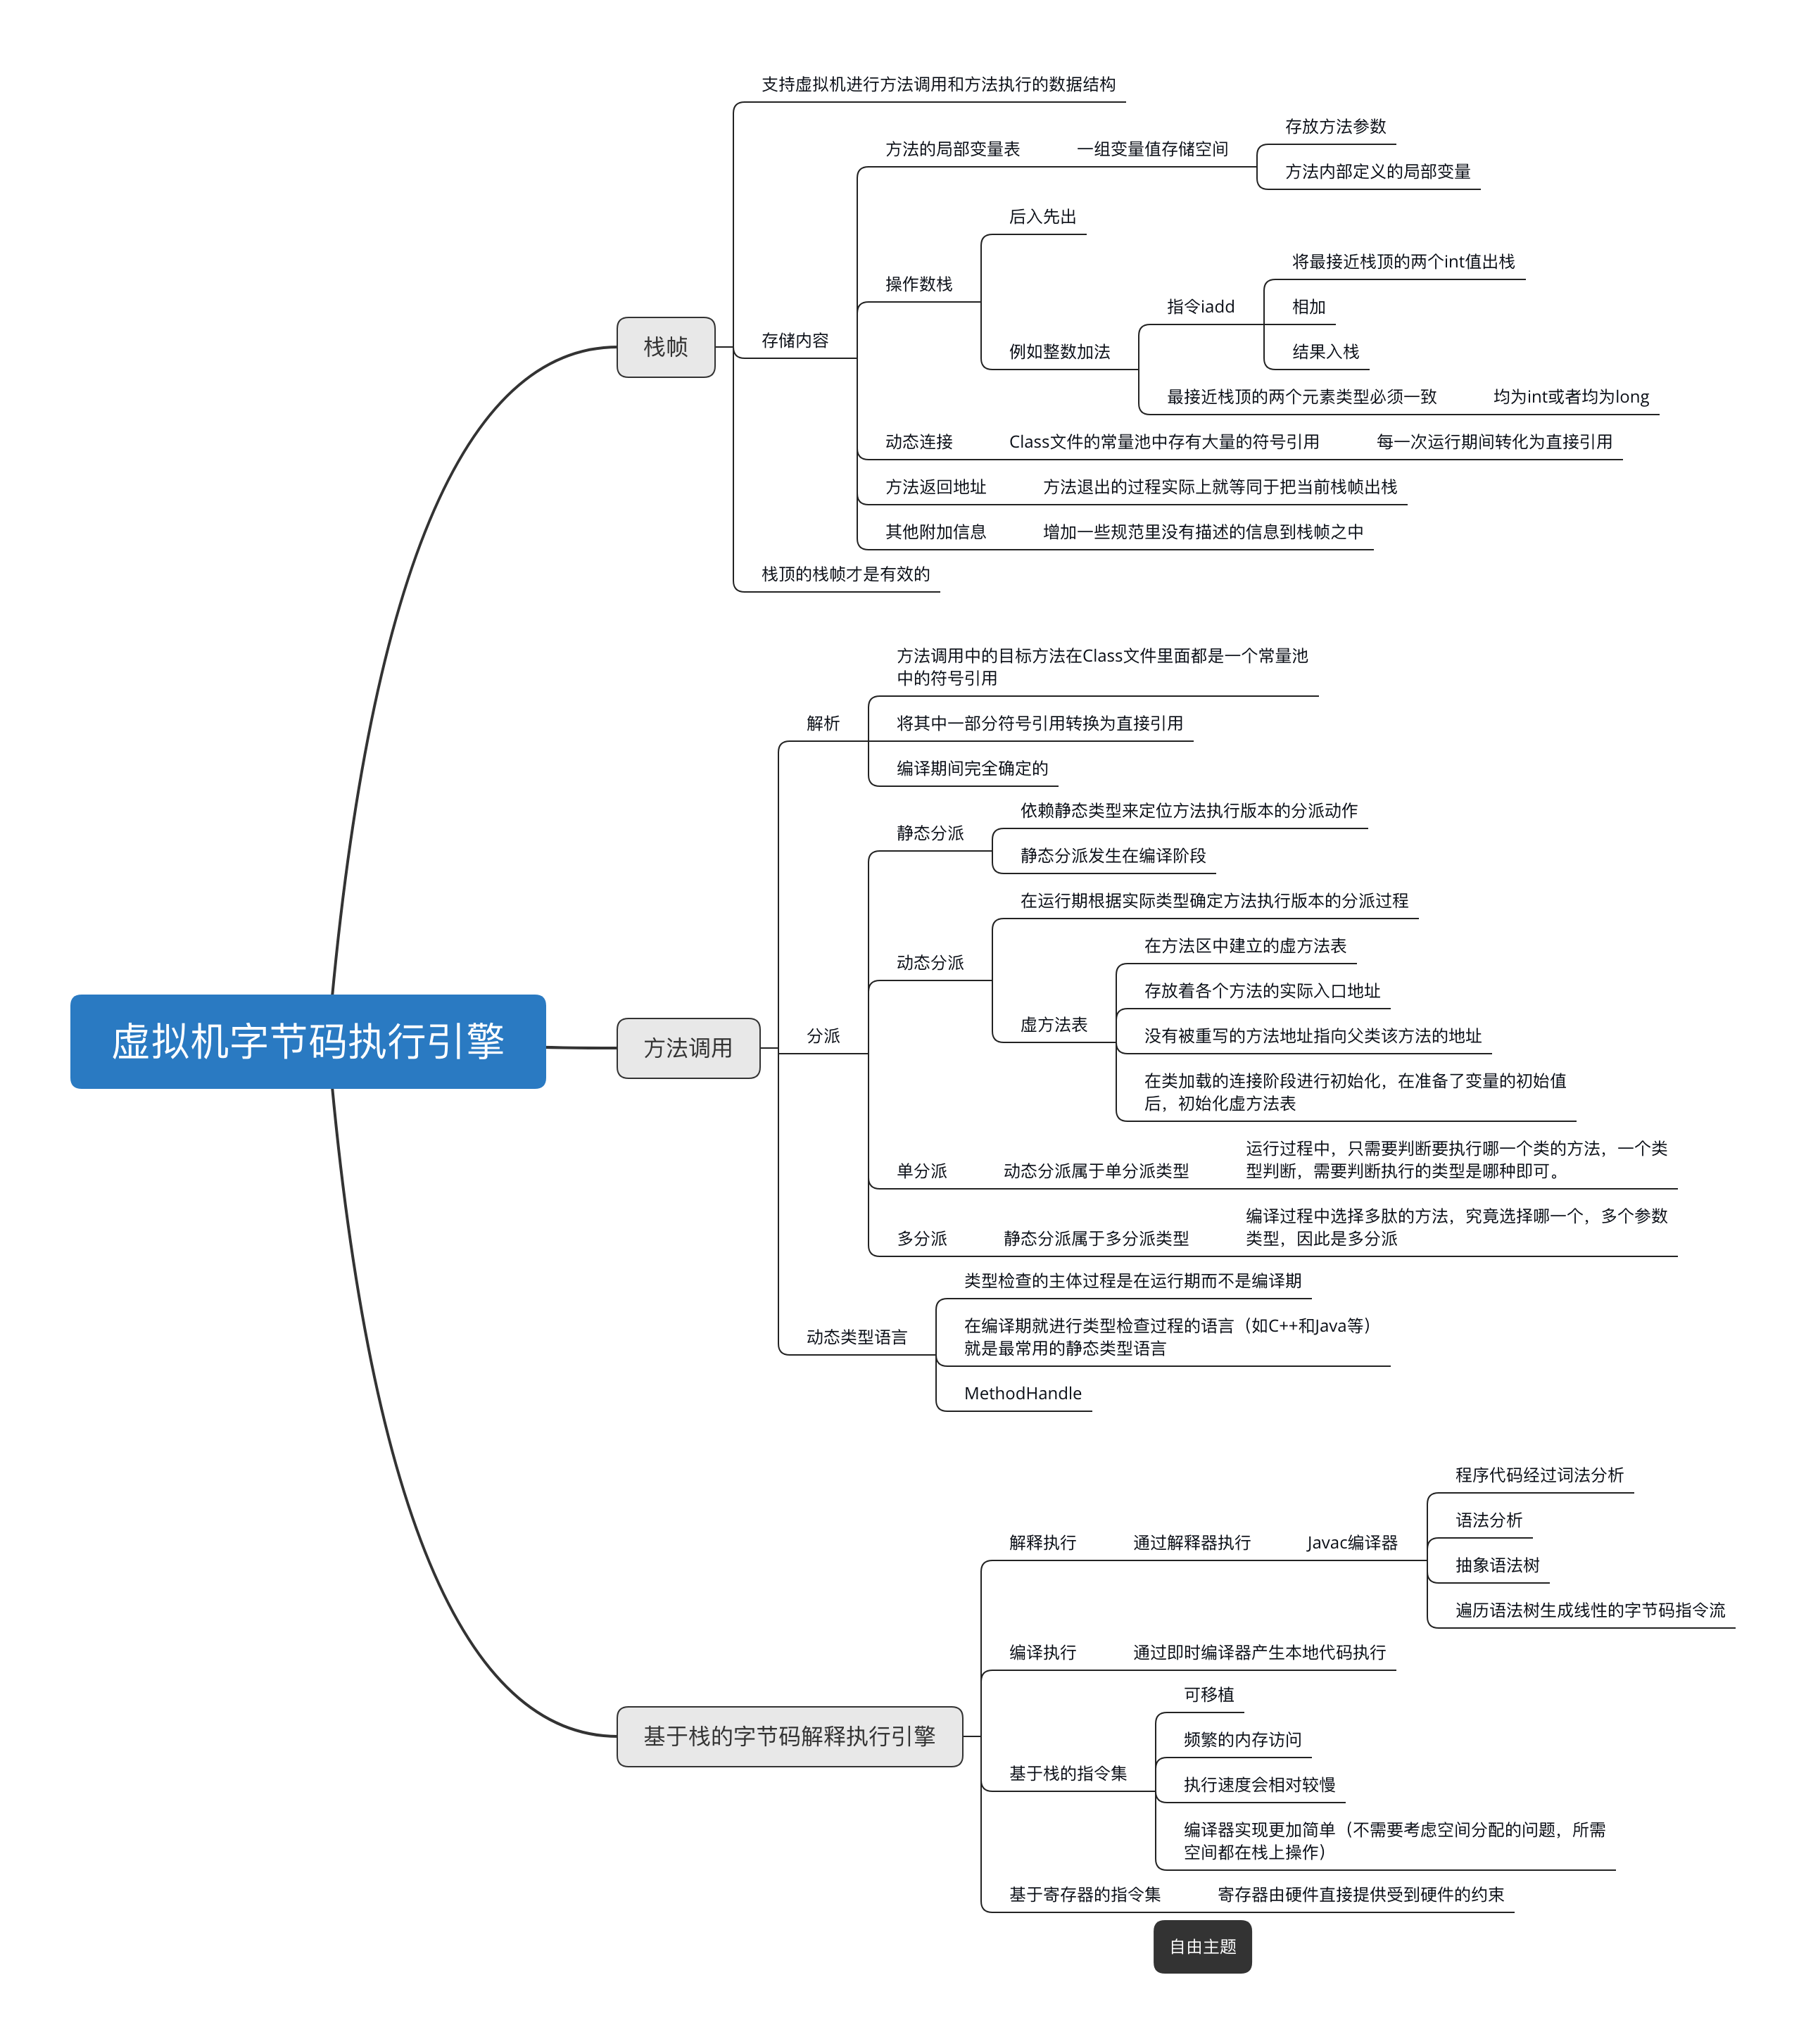 支持虚拟机进行方法调用和方法执行的数据结构
存放方法参数
方法的局部变量表
一组变量值存储空间
方法内部定义的局部变量
后入先出
将最接近栈顶的两个int值出栈
操作数栈
指令iadd
相加
栈帧
存储内容
例如整数加法
结果入栈
最接近栈顶的两个元素类型必须一致
均为int或者均为long
动态连接
Class文件的常量池中存有大量的符号引用
每一次运行期间转化为直接引用
方法返回地址
方法退出的过程实际上就等同于把当前栈帧出栈
其他附加信息
增加一些规范里没有描述的信息到栈帧之中
栈顶的栈帧才是有效的
方法调用中的目标方法在Class文件里面都是一个常量池
中的符号引用
解析
将其中一部分符号引用转换为直接引用
编译期间完全确定的
依赖静态类型来定位方法执行版本的分派动作
静态分派
静态分派发生在编译阶段
在运行期根据实际类型确定方法执行版本的分派过程
在方法区中建立的虚方法表
动态分派
存放着各个方法的实际入口地址
虚方法表
没有被重写的方法地址指向父类该方法的地址
在类加载的连接阶段进行初始化，在准备了变量的初始值
后，初始化虚方法表
虚拟机字节码执行引擎
方法调用
分派
运行过程中，只需要判断要执行哪一个类的方法，一个类
型判断，需要判断执行的类型是哪种即可。
单分派
动态分派属于单分派类型
编译过程中选择多肽的方法，究竟选择哪一个，多个参数
类型，因此是多分派
多分派
静态分派属于多分派类型
类型检查的主体过程是在运行期而不是编译期
动态类型语言
在编译期就进行类型检查过程的语言（如C++和Java等）
就是最常用的静态类型语言
MethodHandle
程序代码经过词法分析
语法分析
解释执行
通过解释器执行
Javac编译器
抽象语法树
遍历语法树生成线性的字节码指令流
编译执行
通过即时编译器产生本地代码执行
可移植
基于栈的字节码解释执行引擎
频繁的内存访问
基于栈的指令集
执行速度会相对较慢
编译器实现更加简单（不需要考虑空间分配的问题，所需
空间都在栈上操作）
基于寄存器的指令集
寄存器由硬件直接提供受到硬件的约束
自由主题